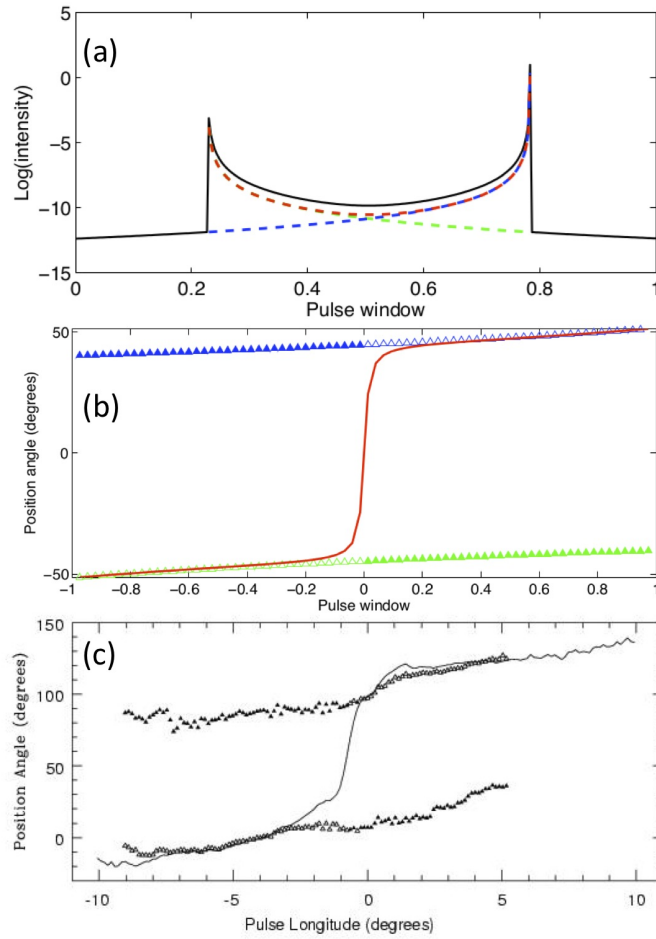 (a)
Log(intensity)
5
0
−5
−10
−15
0 0.2 0.4 0.6 0.8 1
Pulse window
(b)
Position angle (degrees)
50
0
−50
−1 −0.8 −0.6 −0.4 −0.2 0 0.2 0.4 0.6 0.8 1
Pulse window
(c)
Position Angle (degrees)
150
100
50
0
-10 -5 0 5 10
Pulse Longitude (degrees)